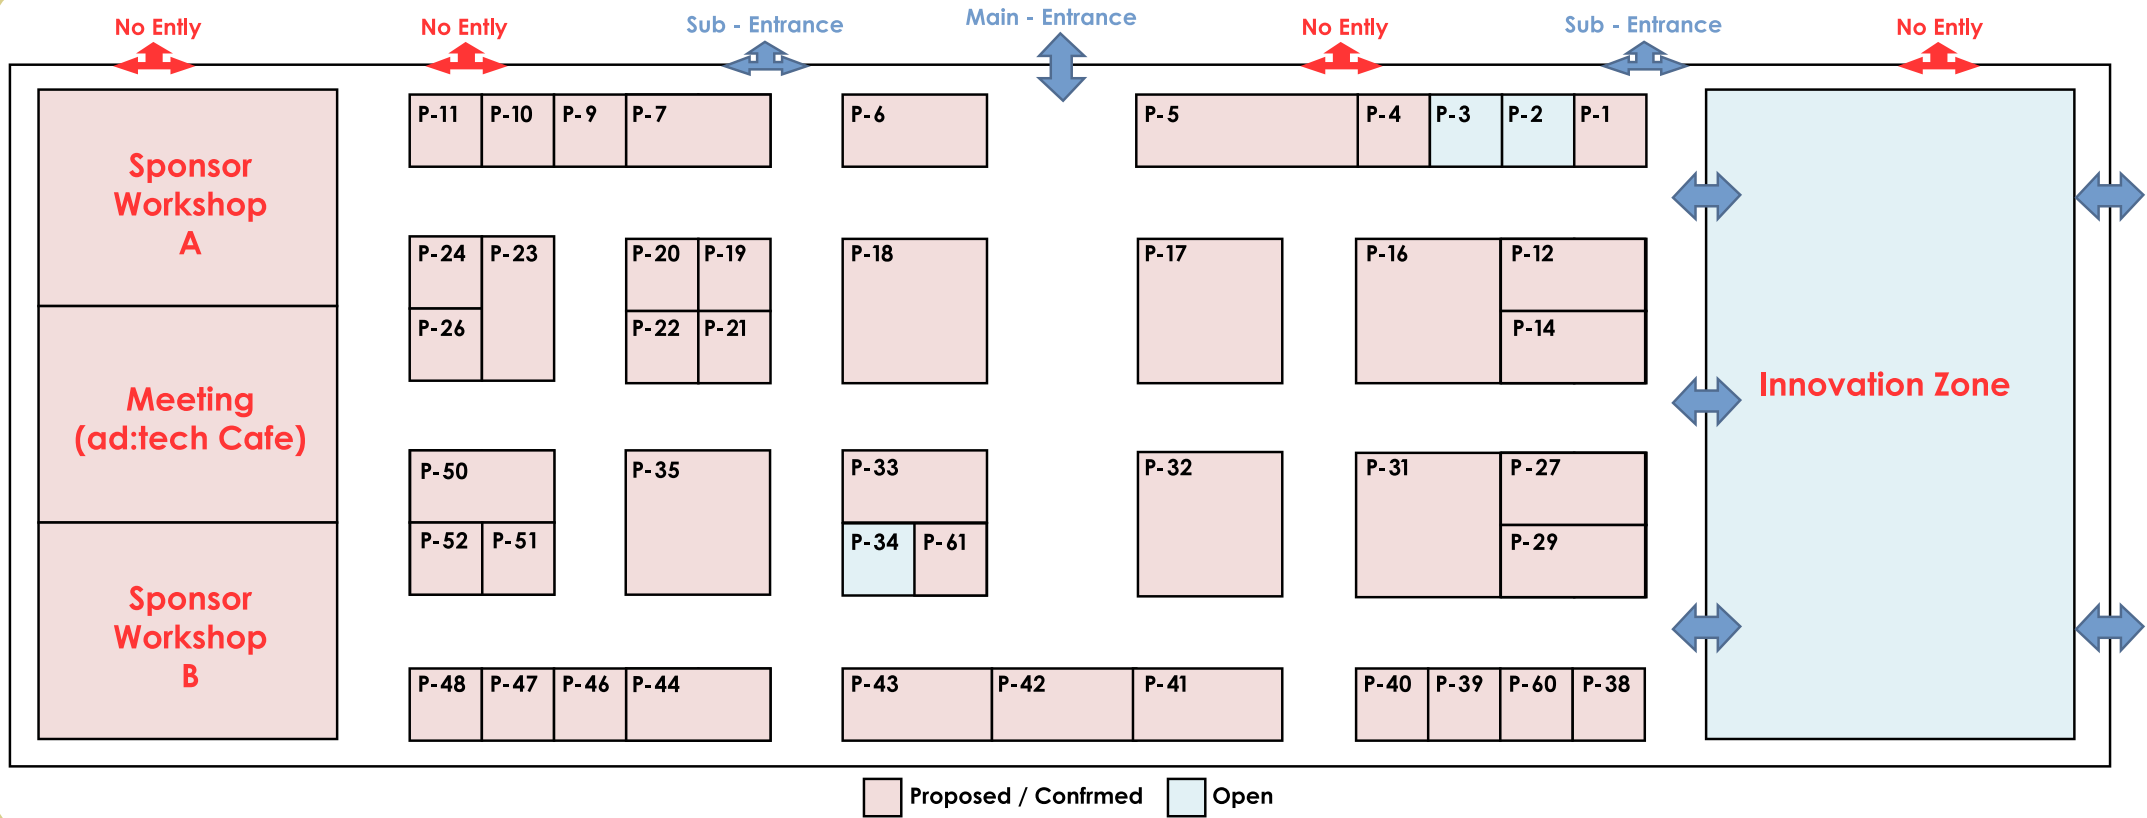 No Ently
No Ently
Sub - Entrance
Main - Entrance
No Ently
Sub - Entrance
No Ently
P-11 P-10 P-9 P-7 P-6 P-5 P-4 P-3 P-2 P-1
Sponsor
Workshop
A
P-24 P-23 P-20 P-19 P-18 P-17 P-16 P-12
P-26 P-22 P-21 P-14
Meeting
(ad:tech Cafe)
Innovation Zone
P-50 P-35 P-33 P-32 P-31 P-27
P-52 P-51 P-34 P-61 P-29
Sponsor
Workshop
B
P-48 P-47 P-46 P-44 P-43 P-42 P-41 P-40 P-39 P-60 P-38
Proposed / Confrmed
Open